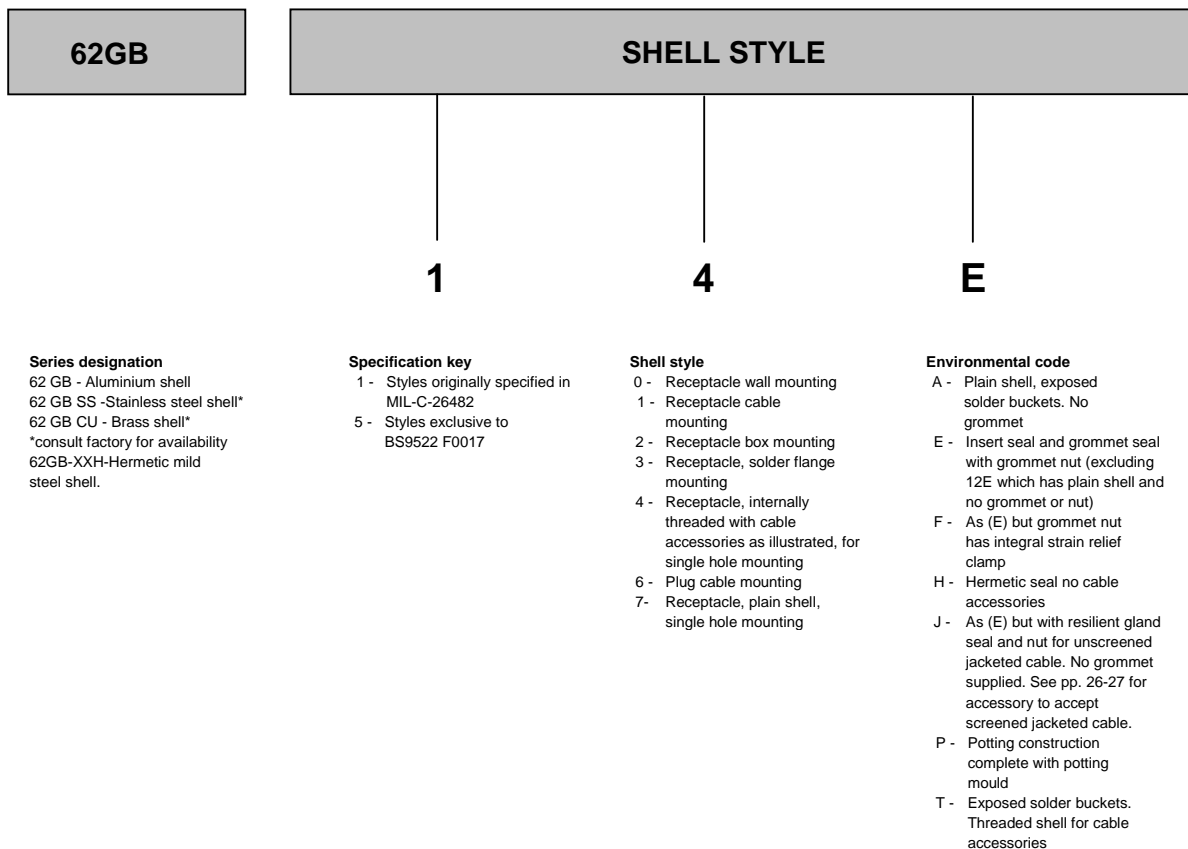 62GB
SHELL STYLE
1
4
E
Series designation
62 GB - Aluminium shell
62 GB SS -Stainless steel shell*
62 GB CU - Brass shell*
*consult factory for availability
62GB-XXH-Hermetic mild
steel shell.
Specification key
1 - Styles originally specified in
MIL-C-26482
5 - Styles exclusive to
BS9522 F0017
Shell style
0 - Receptacle wall mounting
1 - Receptacle cable
mounting
2 - Receptacle box mounting
3 - Receptacle, solder flange
mounting
4 - Receptacle, internally
threaded with cable
accessories as illustrated, for
single hole mounting
6 - Plug cable mounting
7- Receptacle, plain shell,
single hole mounting
Environmental code
A - Plain shell, exposed
solder buckets. No
grommet
E - Insert seal and grommet seal
with grommet nut (excluding
12E which has plain shell and
no grommet or nut)
F - As (E) but grommet nut
has integral strain relief
clamp
H - Hermetic seal no cable
accessories
J - As (E) but with resilient gland
seal and nut for unscreened
jacketed cable. No grommet
supplied. See pp. 26-27 for
accessory to accept
screened jacketed cable.
P - Potting construction
complete with potting
mould
T - Exposed solder buckets.
Threaded shell for cable
accessories